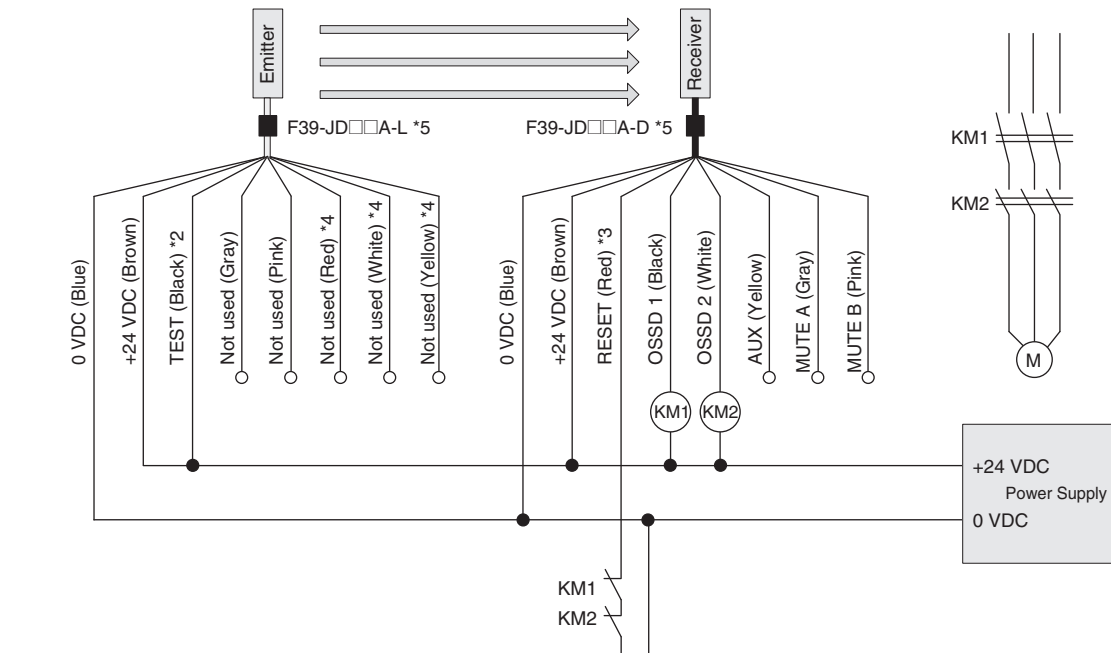 Emitter
Receiver
F39-JD□□A-L *5
F39-JD□□A-D *5
KM1
KM2
M
0 VDC (Blue)
+24 VDC (Brown)
TEST (Black) *2
Not used (Gray)
Not used (Pink)
Not used (Red) *4
Not used (White) *4
Not used (Yellow) *4
0 VDC (Blue)
+24 VDC (Brown)
RESET (Red) *3
OSSD 1 (Black)
OSSD 2 (White)
AUX (Yellow)
MUTE A (Gray)
MUTE B (Pink)
KM1
KM2
+24 VDC
Power Supply
0 VDC
KM1
KM2